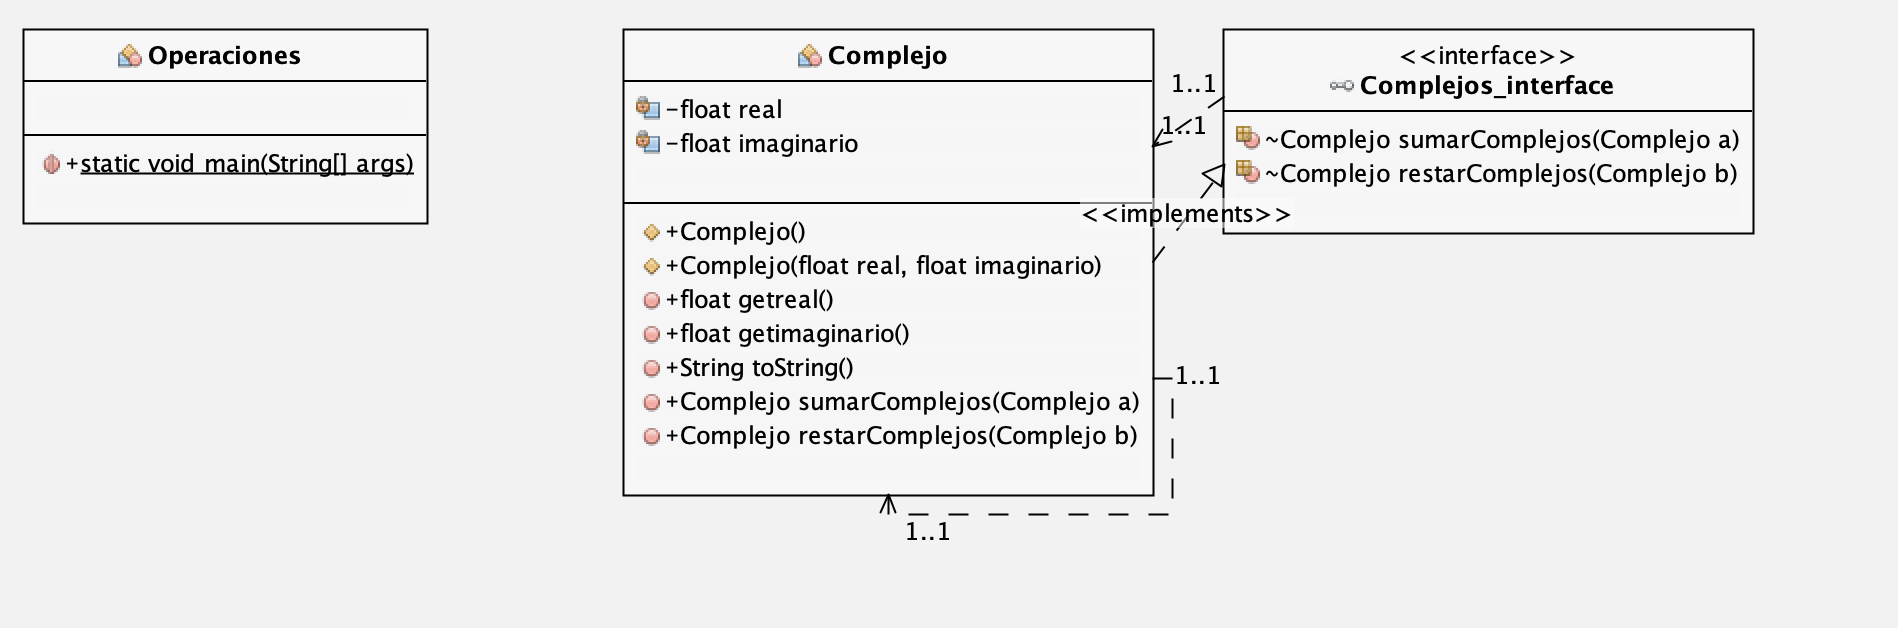 Operaciones
+static void main(String[] args)
Complejo
-float real
-float imaginario
+Complejo()
+Complejo(float real, float imaginario)
+float getreal()
+float getimaginario()
+String toString()
+Complejo sumarComplejos(Complejo a)
+Complejo restarComplejos(Complejo b)
1..1
1..1
<<implements>>
1..1
1..1
<<interface>>
Complejos_interface
~Complejo sumarComplejos(Complejo a)
~Complejo restarComplejos(Complejo b)